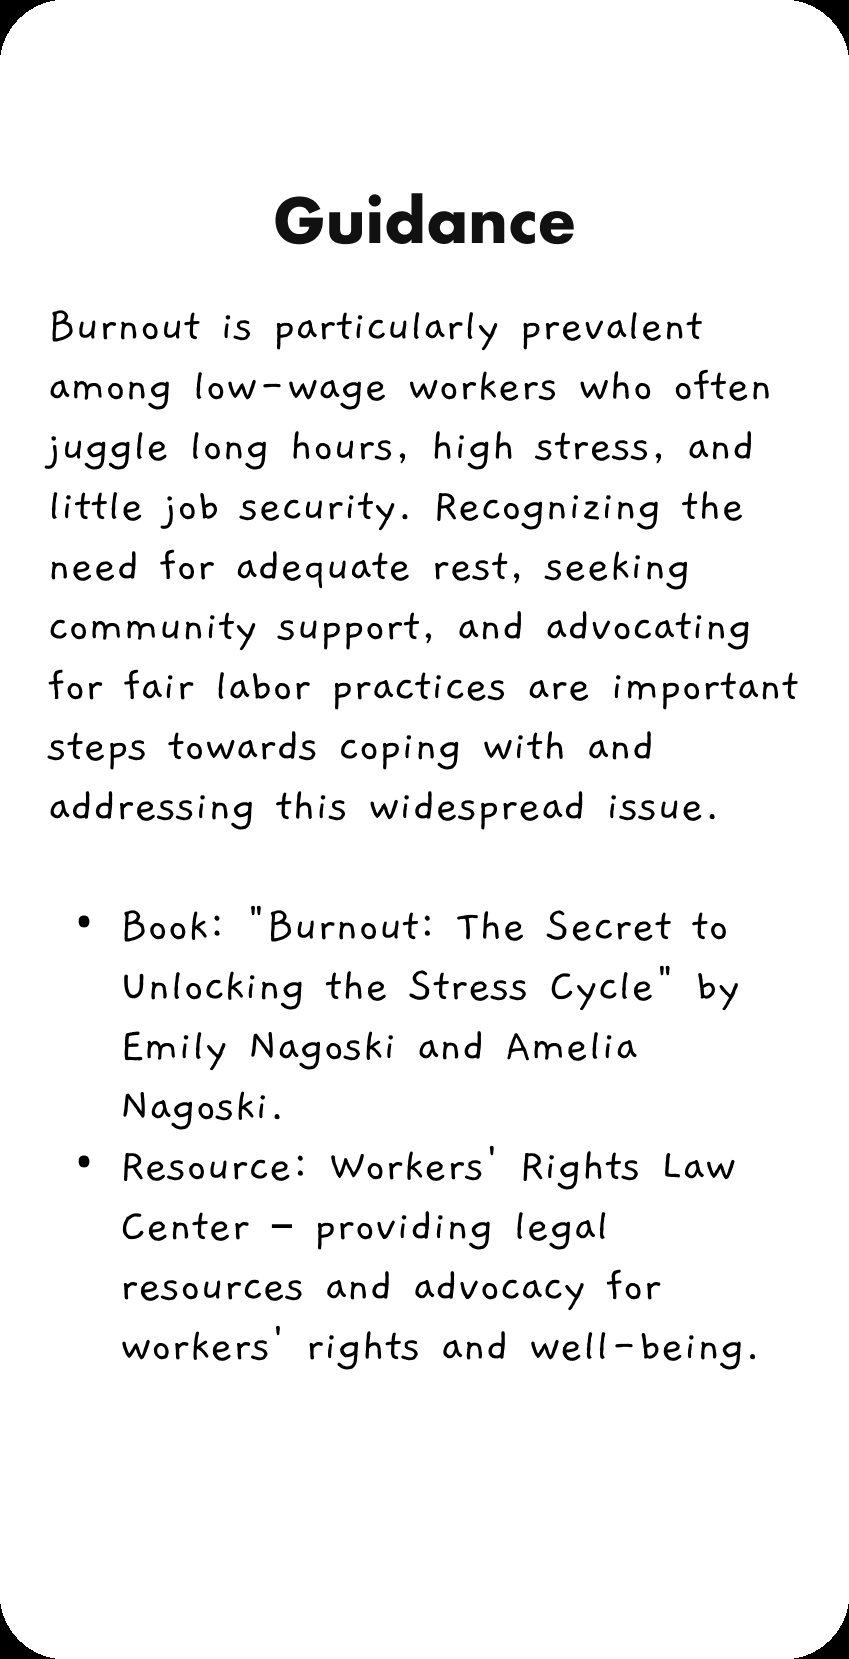 Guidance
Burnout is particularly prevalent
among low-wage workers who often
juggle long hours, high stress, and
little job security. Recognizing the
need for adequate rest, seeking
community support, and advocating
for fair labor practices are important
steps towards coping with and
addressing this widespread issue.
• Book: "Burnout: The Secret to
Unlocking the Stress Cycle" by
Emily Nagoski and Amelia
Nagoski.
• Resource: Workers' Rights Law
Center – providing legal
resources and advocacy for
workers' rights and well-being.